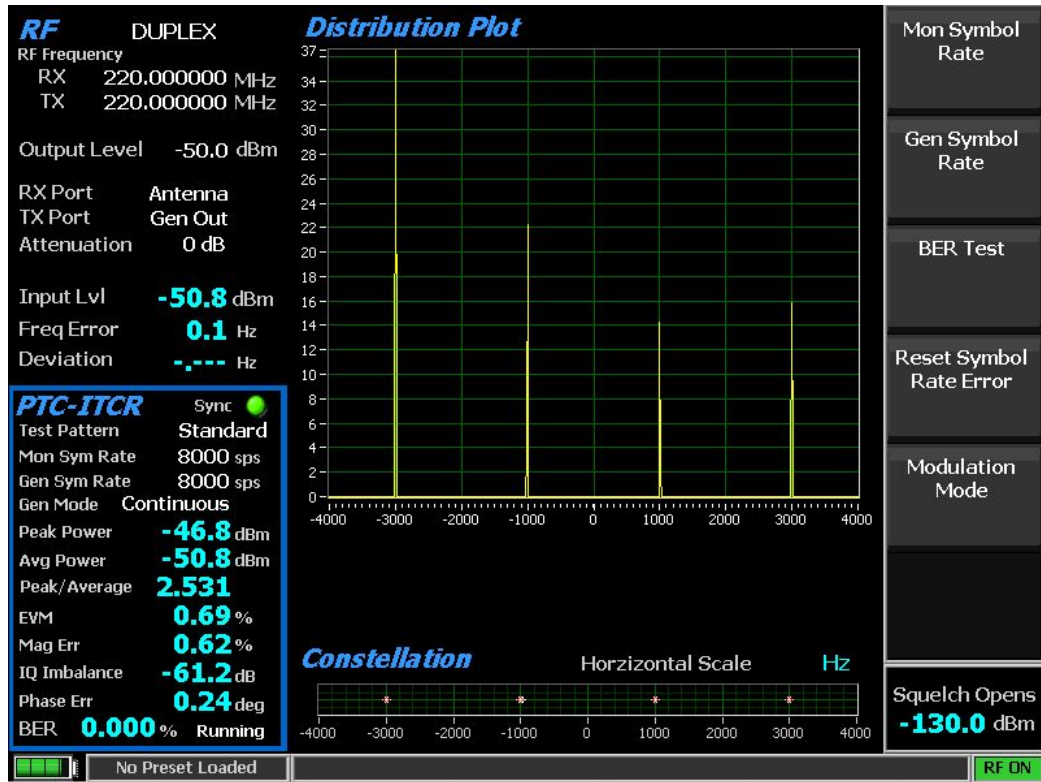 RF DUPLEX
RF Frequency
RX 220.000000 MHz
TX 220.000000 MHz
Output Level -50.0 dBm
RX Port Antenna
TX Port Gen Out
Attenuation 0 dB
Input Lvl -50.8 dBm
Freq Error 0.1 Hz
Deviation -.--- Hz
PTC-ITCR Sync
Test Pattern Standard
Mon Sym Rate 8000 sps
Gen Sym Rate 8000 sps
Gen Mode Continuous
Peak Power -46.8 dBm
Avg Power -50.8 dBm
Peak/Average 2.531
EVM 0.69 %
Mag Err 0.62 %
IQ Imbalance -61.2 dB
Phase Err 0.24 deg
BER 0.000 % Running
Distribution Plot
37
34
32
30
28
26
24
22
20
18
16
14
12
10
8
6
4
2
0
-4000 -3000 -2000 -1000 0 1000 2000 3000 4000
Constellation Horzizontal Scale Hz
-4000 -3000 -2000 -1000 0 1000 2000 3000 4000
Mon Symbol
Rate
Gen Symbol
Rate
BER Test
Reset Symbol
Rate Error
Modulation
Mode
Squelch Opens
-130.0 dBm
No Preset Loaded
RF ON